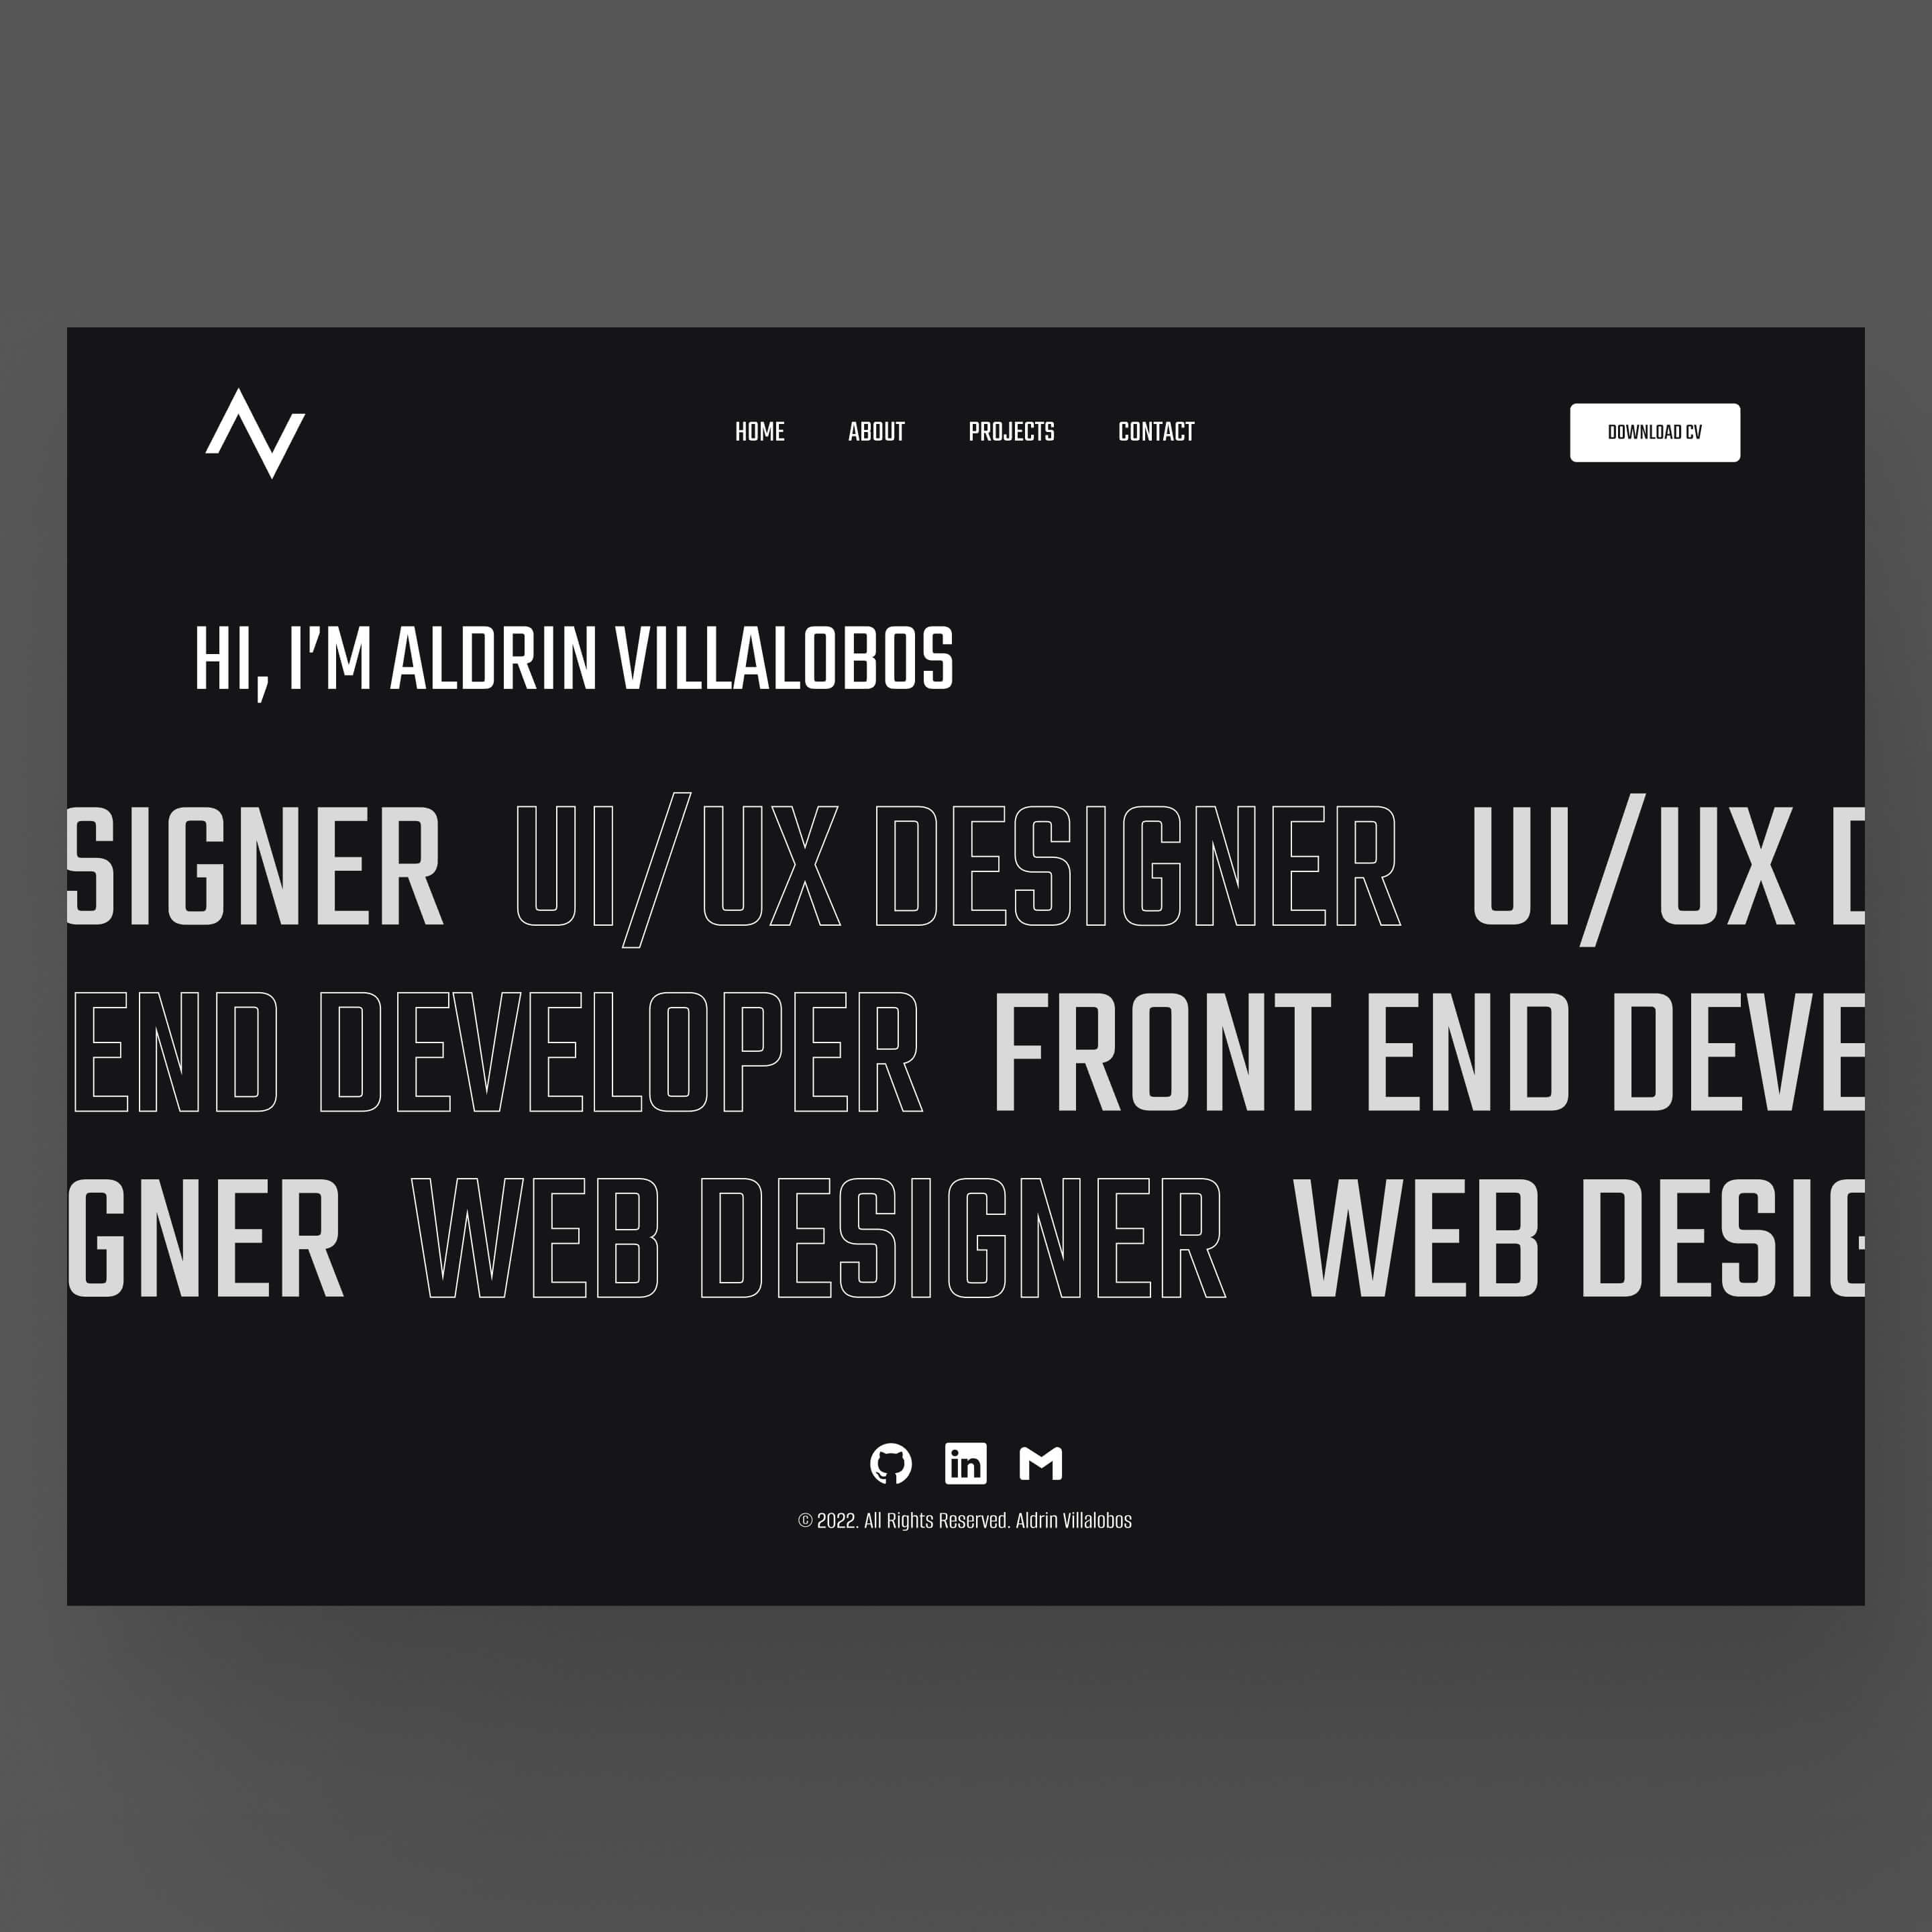 HOME ABOUT PROJECTS CONTACT DOWNLOAD CV
HI, I'M ALDRIN VILLALOBOS
SIGNER UI/UX DESIGNER UI/UX D
END DEVELOPER FRONT END DEVE
GNER WEB DESIGNER WEB DESIG
in
© 2022. All Rights Reserved. Aldrin Villalobos